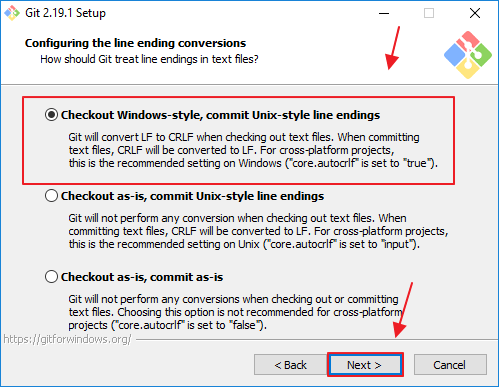 Git 2.19.1 Setup
Configuring the line ending conversions
How should Git treat line endings in text files?
Checkout Windows-style, commit Unix-style line endings
Git will convert LF to CRLF when checking out text files. When committing
text files, CRLF will be converted to LF. For cross-platform projects,
this is the recommended setting on Windows ("core.autocrlf" is set to "true").
Checkout as-is, commit Unix-style line endings
Git will not perform any conversion when checking out text files. When
committing text files, CRLF will be converted to LF. For cross-platform projects,
this is the recommended setting on Unix ("core.autocrlf" is set to "input").
Checkout as-is, commit as-is
Git will not perform any conversions when checking out or committing
text files. Choosing this option is not recommended for cross-platform
projects ("core.autocrlf" is set to "false").
https://gitforwindows.org/
< Back
Next >
Cancel